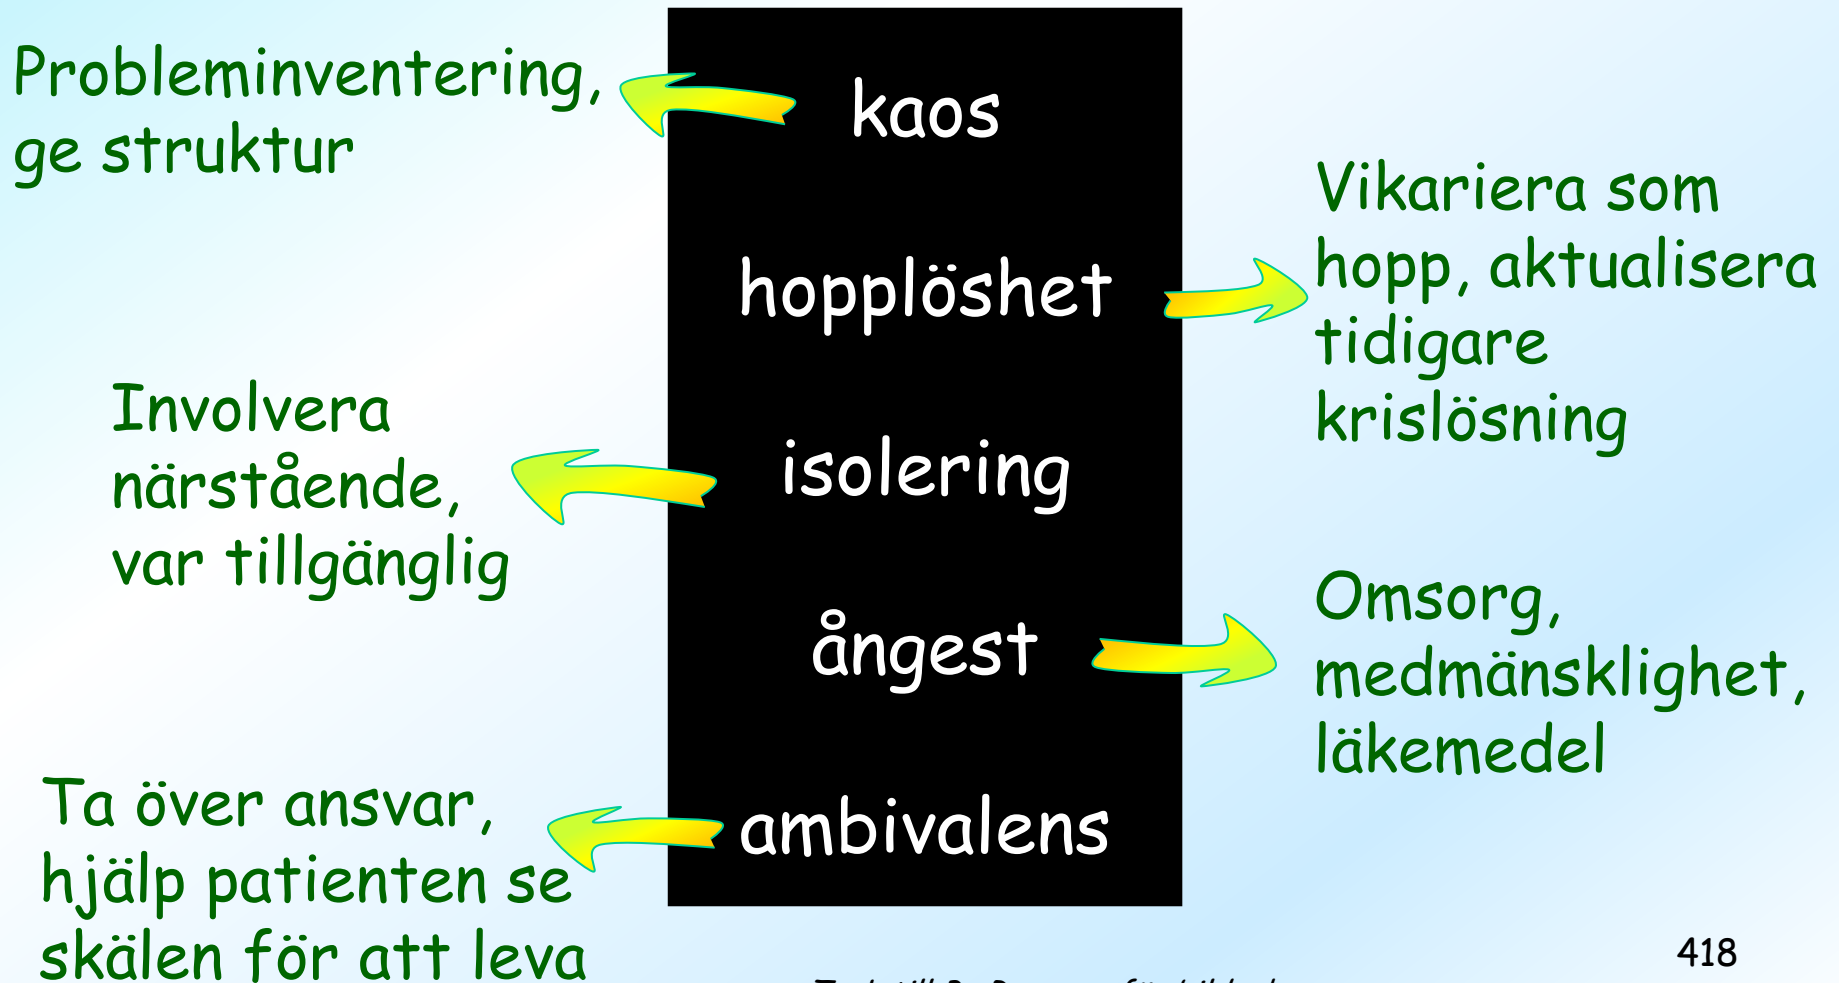 Probleminventering,
ge struktur
kaos
Vikariera som
hopp, aktualisera
tidigare
krislösning
hopplöshet
Involvera
närstående,
var tillgänglig
isolering
Omsorg,
medmänsklighet,
läkemedel
ångest
Ta över ansvar,
hjälp patienten se
skälen för att leva
ambivalens
418